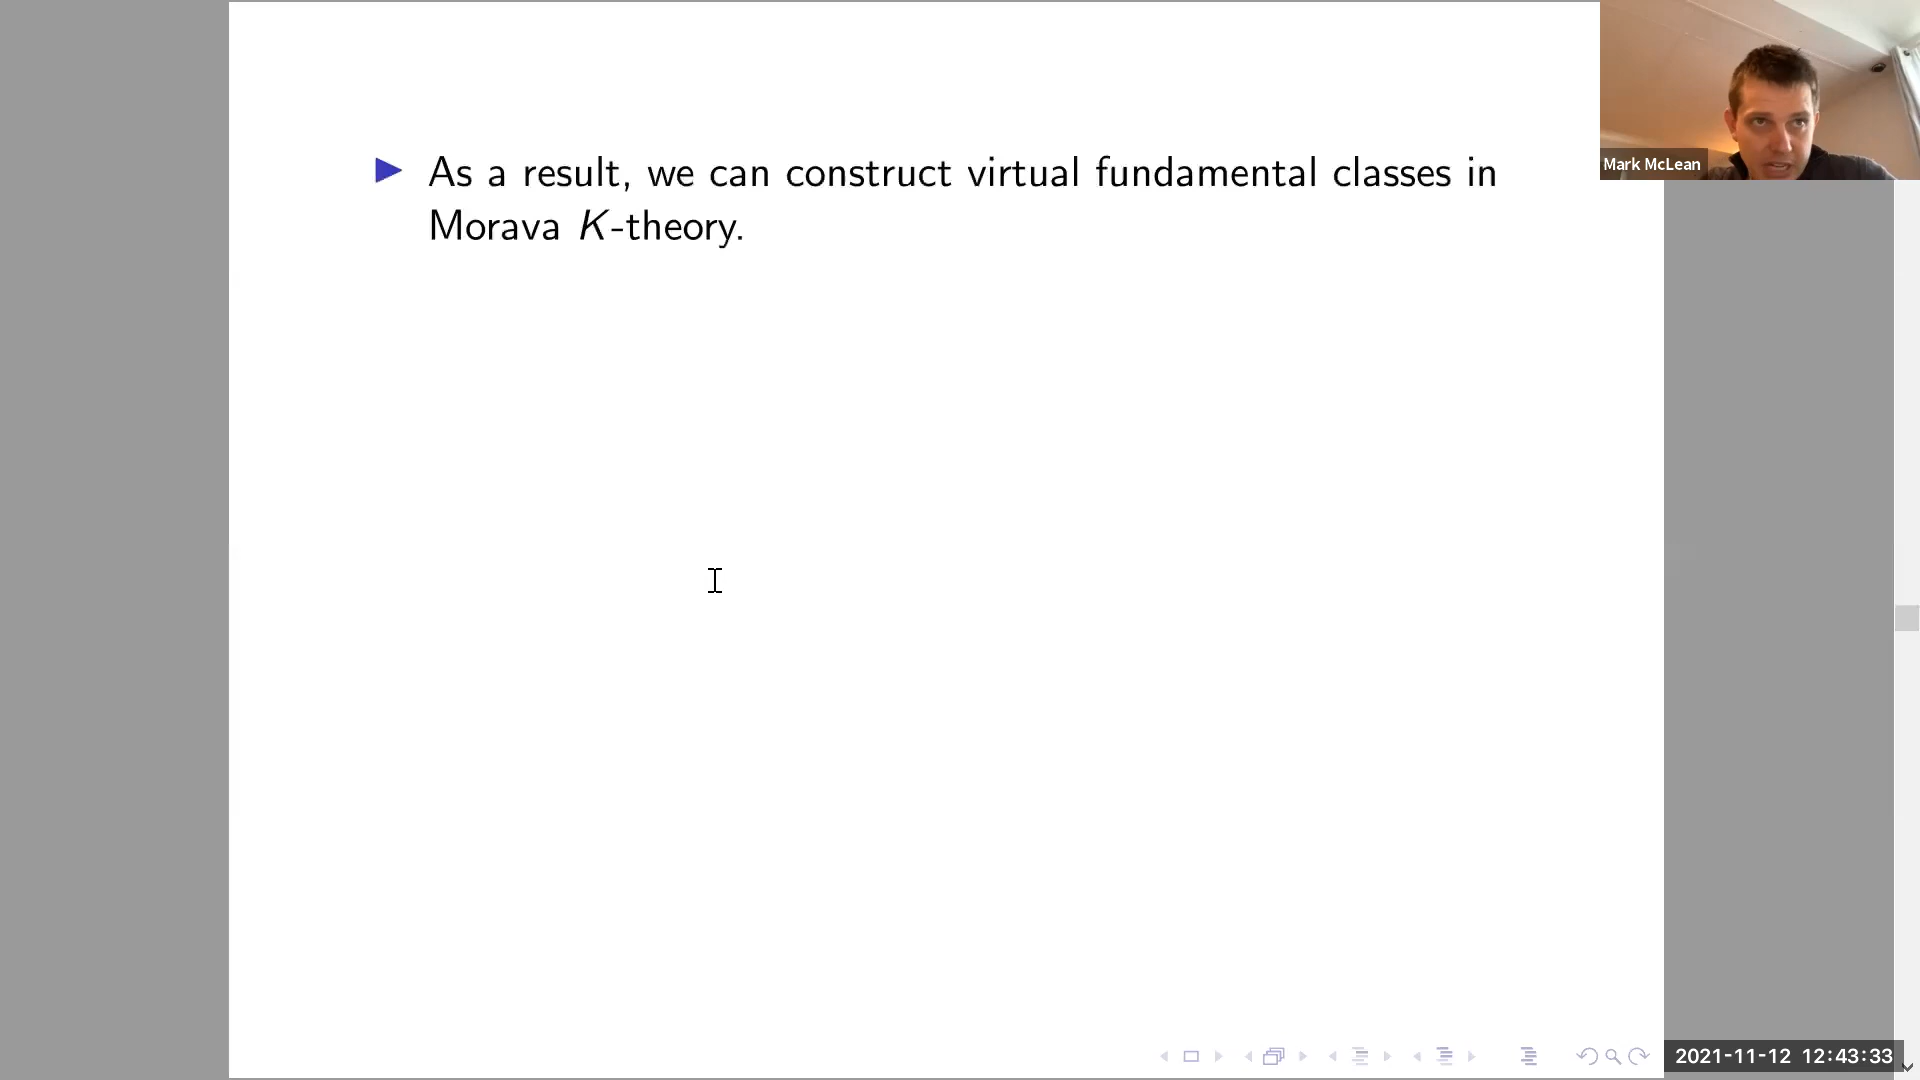 As a result, we can construct virtual fundamental classes in
Morava K-theory.
Mark McLean
2021-11-12 12:43:33